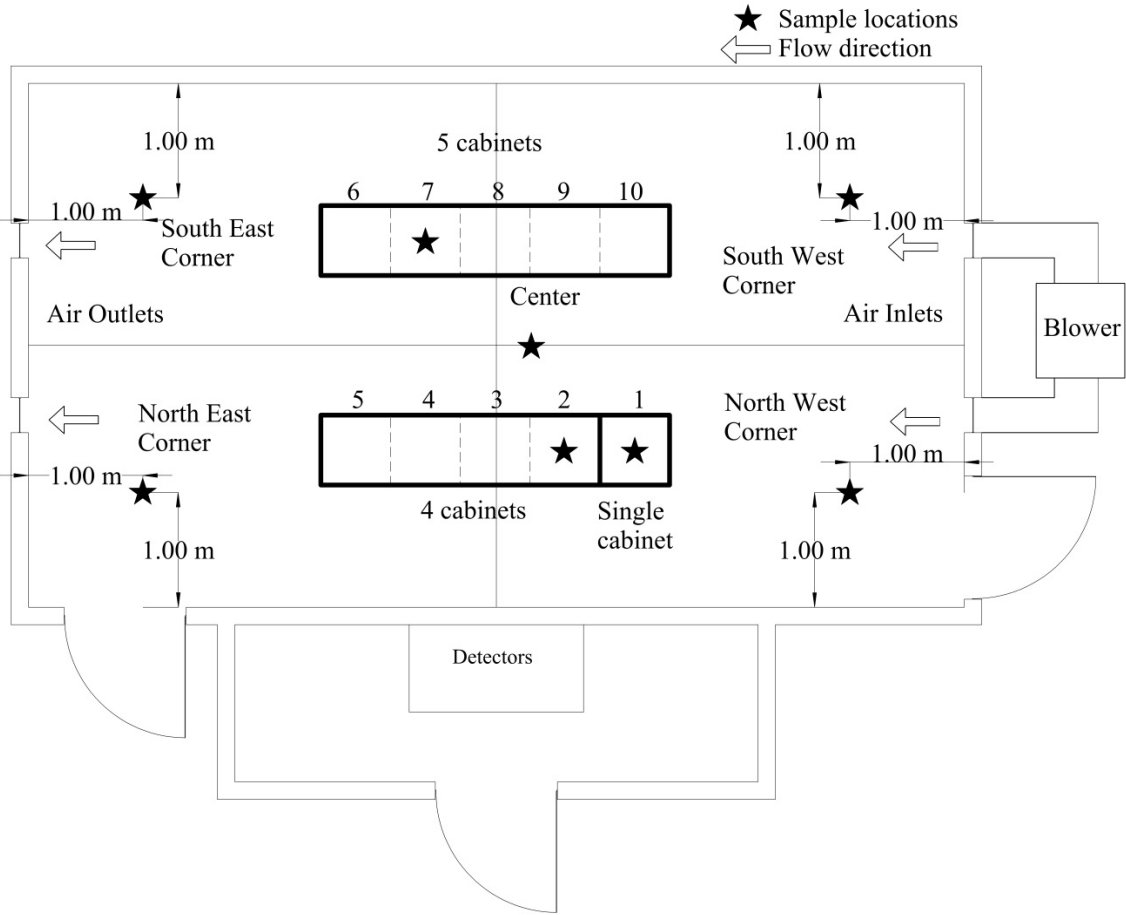 Sample locations
Flow direction
1.00 m
1.00 m
5 cabinets
6 7 8 9 10
1.00 m
1.00 m
South East
Corner
South West
Corner
Center
Air Outlets
Air Inlets
Blower
5 4 3 2 1
North East
Corner
North West
Corner
1.00 m
1.00 m
4 cabinets
Single
cabinet
1.00 m
1.00 m
Detectors